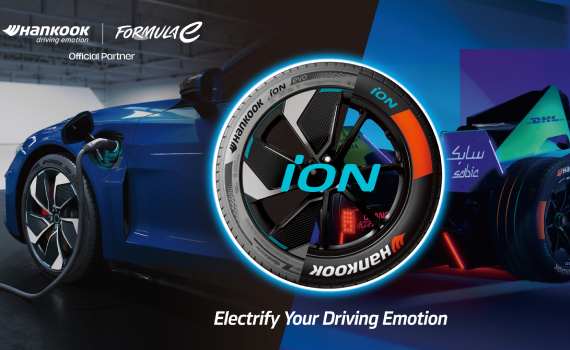 HANKOOK
driving emotion
FORMULA E
Official Partner
HANKOOK iON evo
iON
iON
HANKOOK
DHL
سابك
sabic
HANKOOK
Electrify Your Driving Emotion